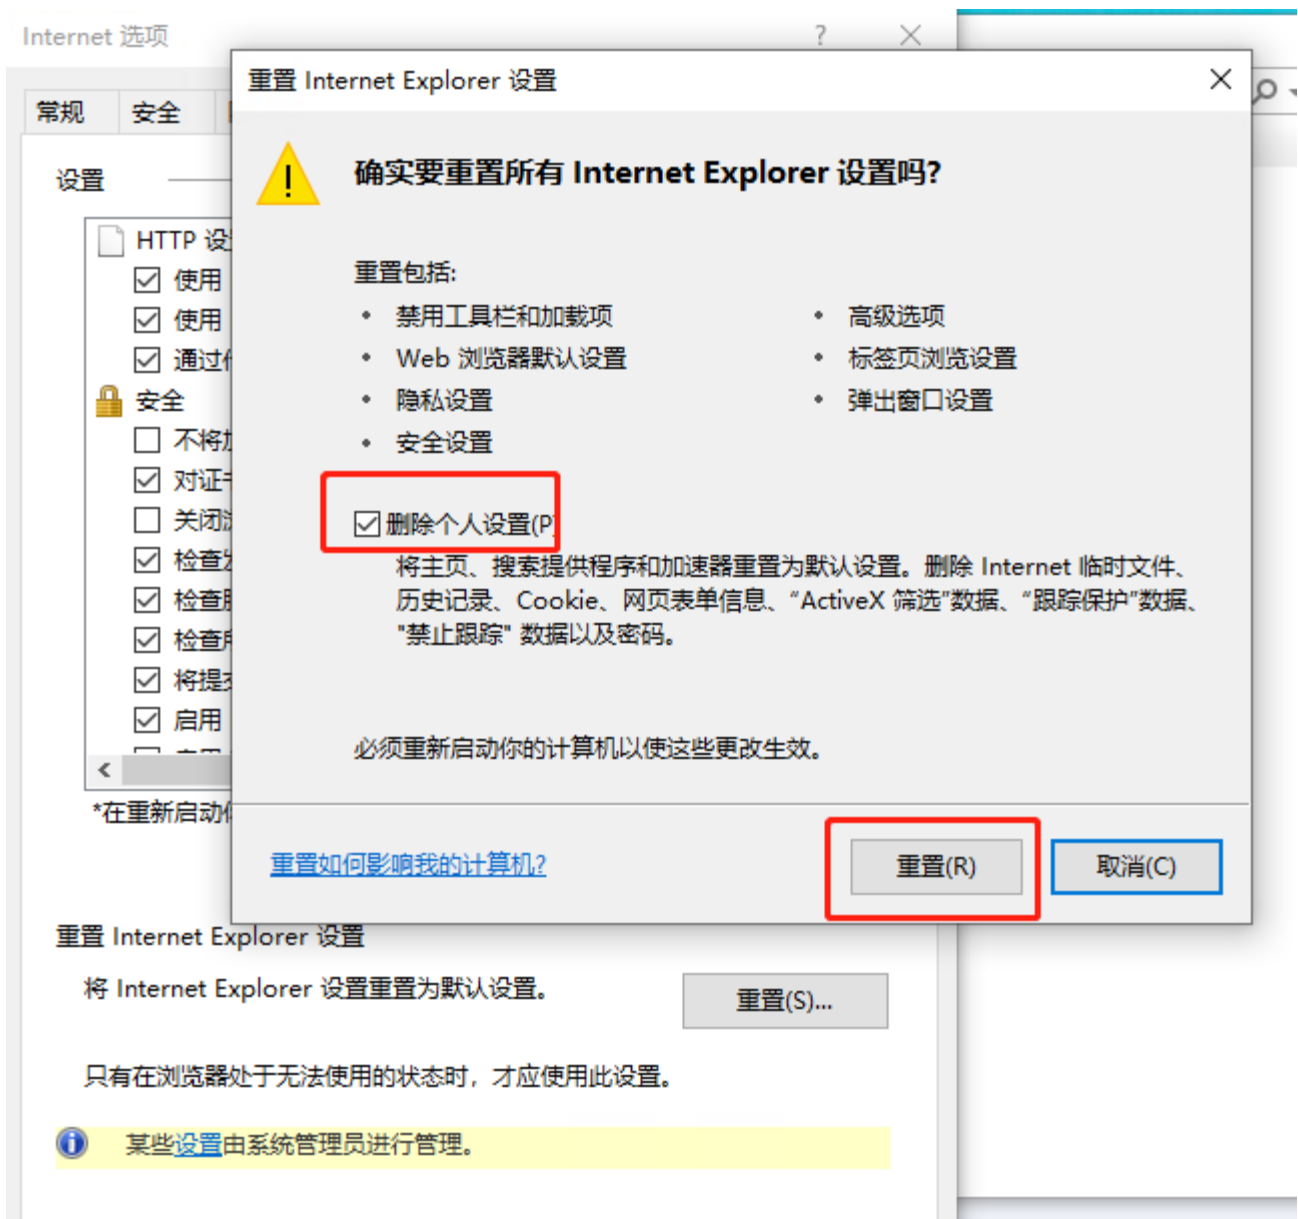 Internet 选项
重置 Internet Explorer 设置
常规
安全
设置
HTTP
使用
使用
通过
安全
不将
对证
关闭
检查
检查
检查
将提
启用
*在重新启动
确实要重置所有 Internet Explorer 设置吗?
重置包括:
• 禁用工具栏和加载项
• Web 浏览器默认设置
• 隐私设置
• 安全设置
• 高级选项
• 标签页浏览设置
• 弹出窗口设置
删除个人设置(P)
将主页、搜索提供程序和加速器重置为默认设置。删除 Internet 临时文件、
历史记录、Cookie、网页表单信息、“ActiveX 筛选”数据、“跟踪保护”数据、
"禁止跟踪" 数据以及密码。
必须重新启动你的计算机以使这些更改生效。
重置如何影响我的计算机?
重置(R)
取消(C)
重置 Internet Explorer 设置
将 Internet Explorer 设置重置为默认设置。
重置(S)...
只有在浏览器处于无法使用的状态时，才应使用此设置。
某些设置由系统管理员进行管理。